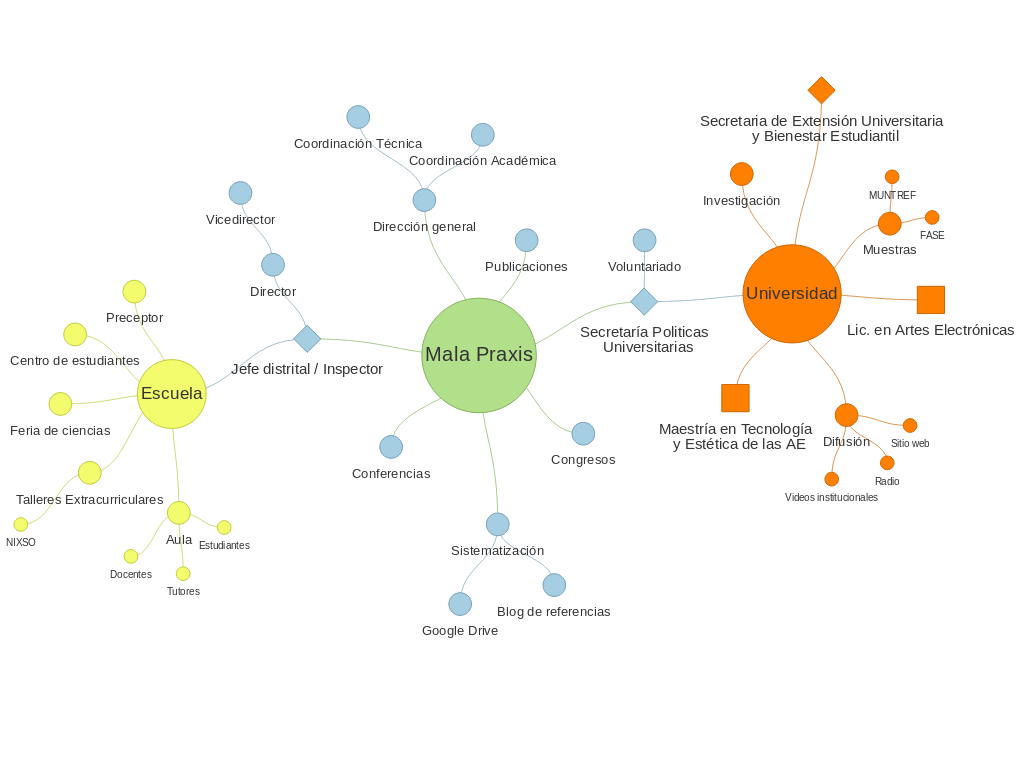 Secretaria de Extensión Universitaria
y Bienestar Estudiantil
Coordinación Técnica
Coordinación Académica
Vicedirector
Dirección general
Investigación
MUNTREF
FASE
Muestras
Publicaciones
Voluntariado
Director
Universidad
Preceptor
Secretaría Politicas
Universitarias
Lic. en Artes Electrónicas
Centro de estudiantes
Mala Praxis
Jefe distrital / Inspector
Escuela
Feria de ciencias
Maestría en Tecnología
y Estética de las AE
Difusión
Sitio web
Conferencias
Congresos
Radio
Videos institucionales
Talleres Extracurriculares
NIXSO
Aula
Estudiantes
Docentes
Tutores
Sistematización
Blog de referencias
Google Drive